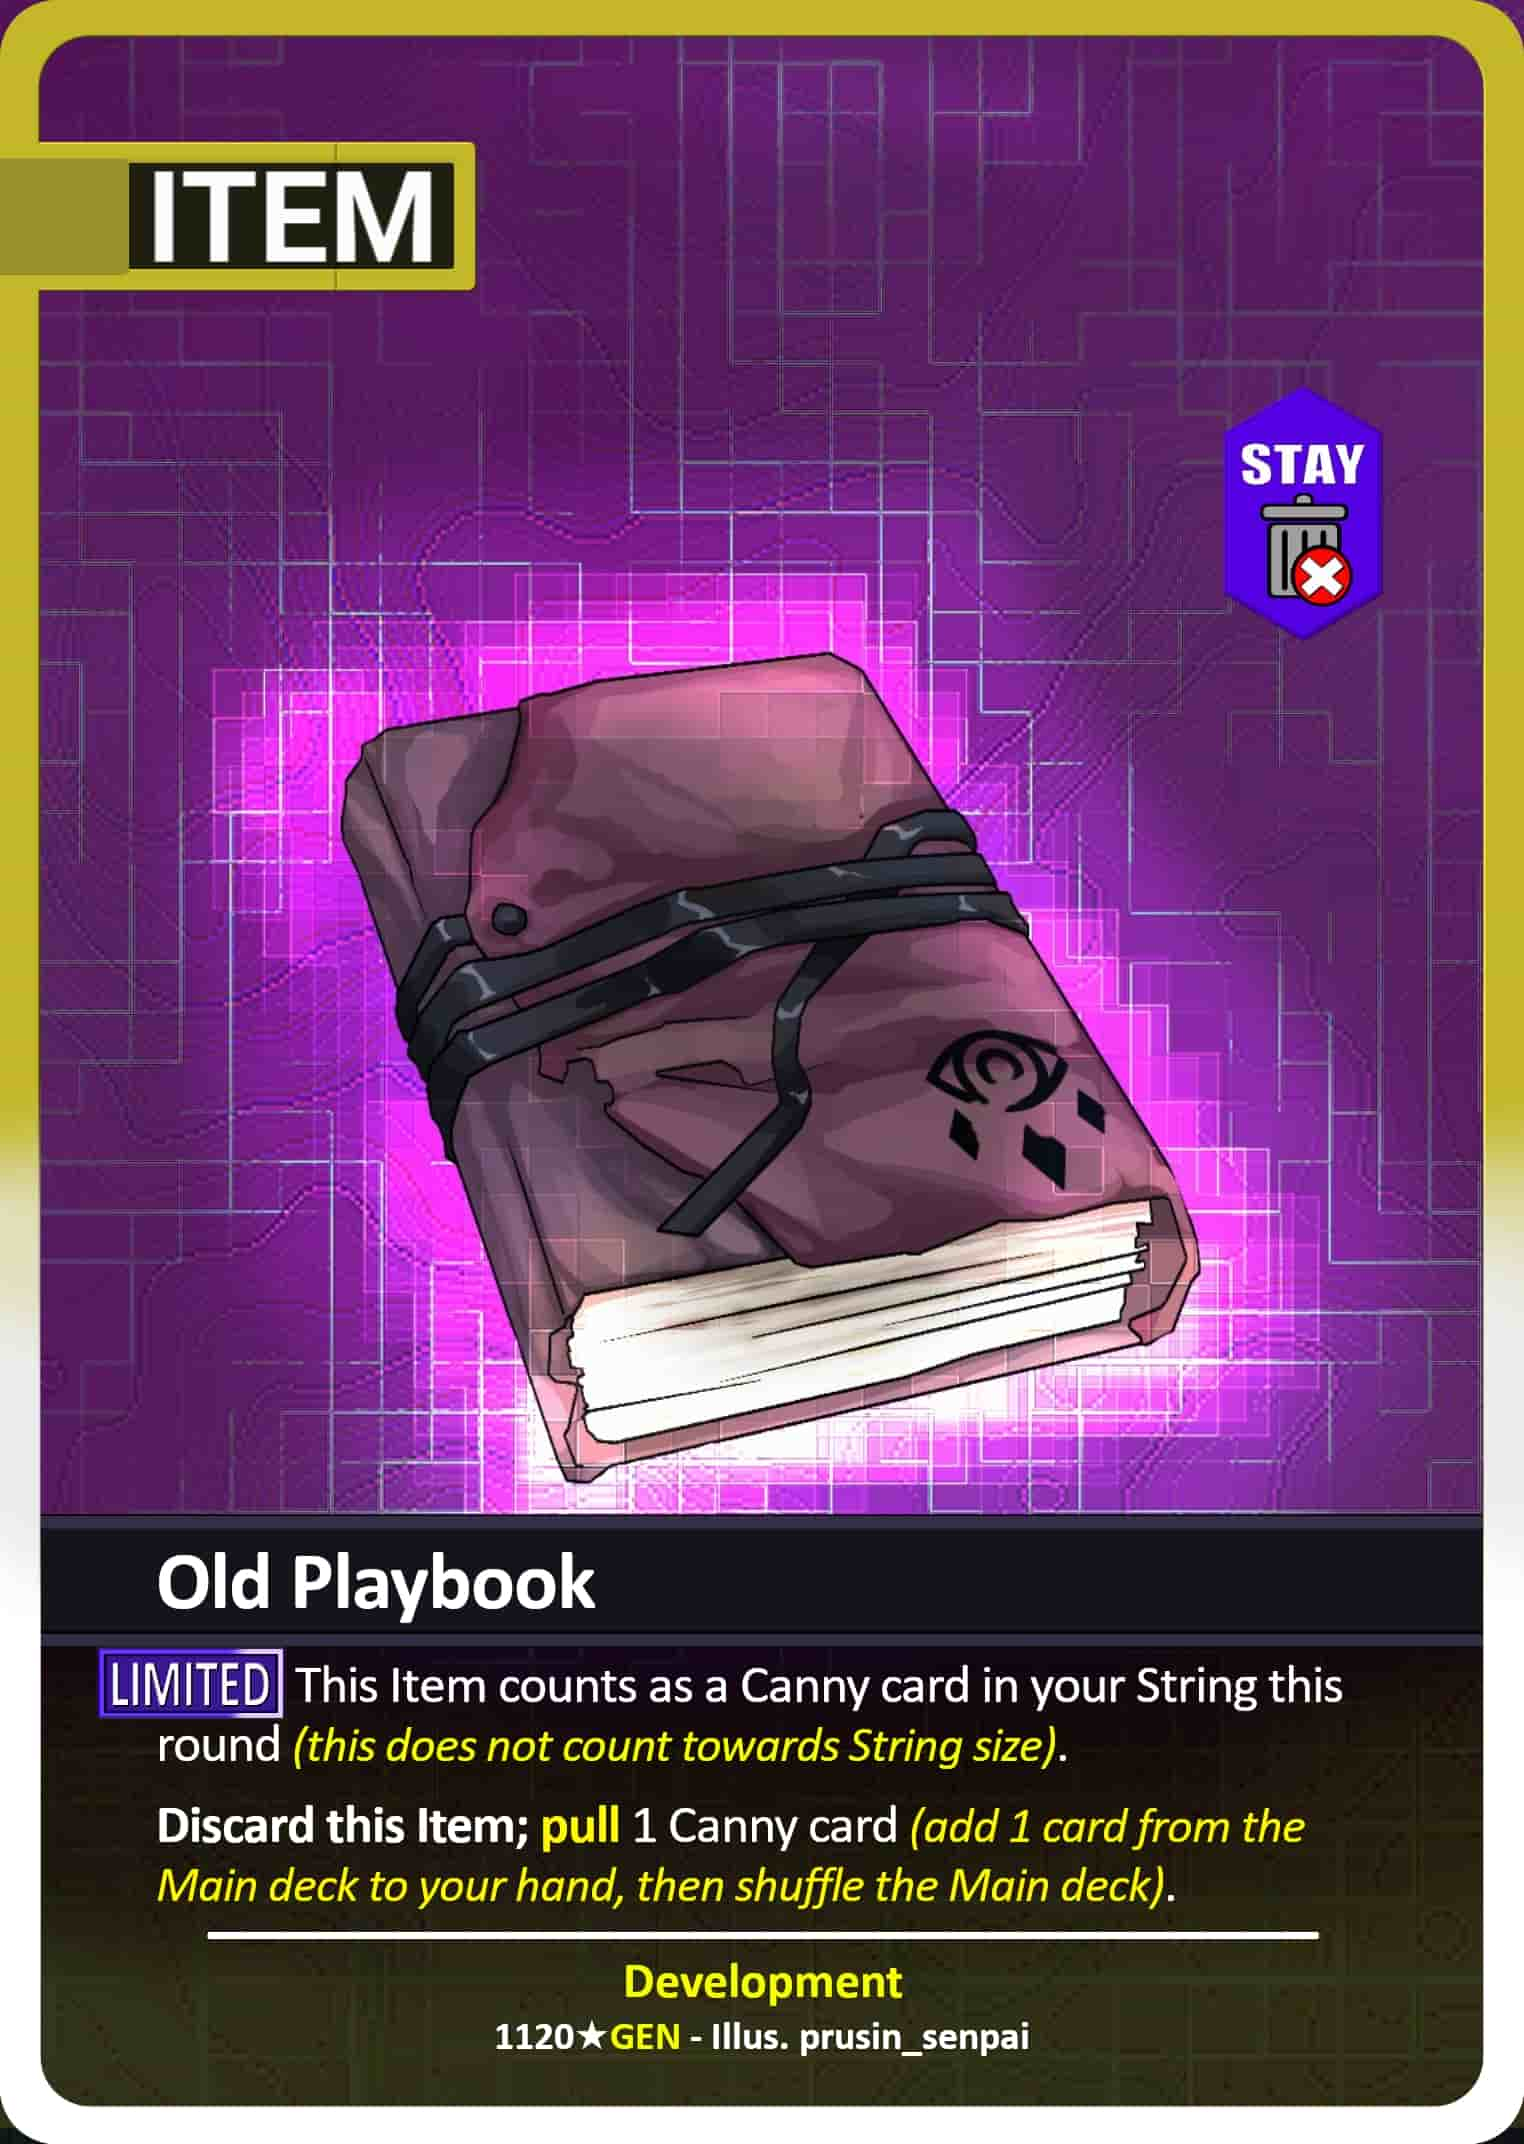 ITEM
STAY
Old Playbook
LIMITED This Item counts as a Canny card in your String this
round (this does not count towards String size).
Discard this Item; pull 1 Canny card (add 1 card from the
Main deck to your hand, then shuffle the Main deck).
Development
1120★GEN - Illus. prusin_senpai